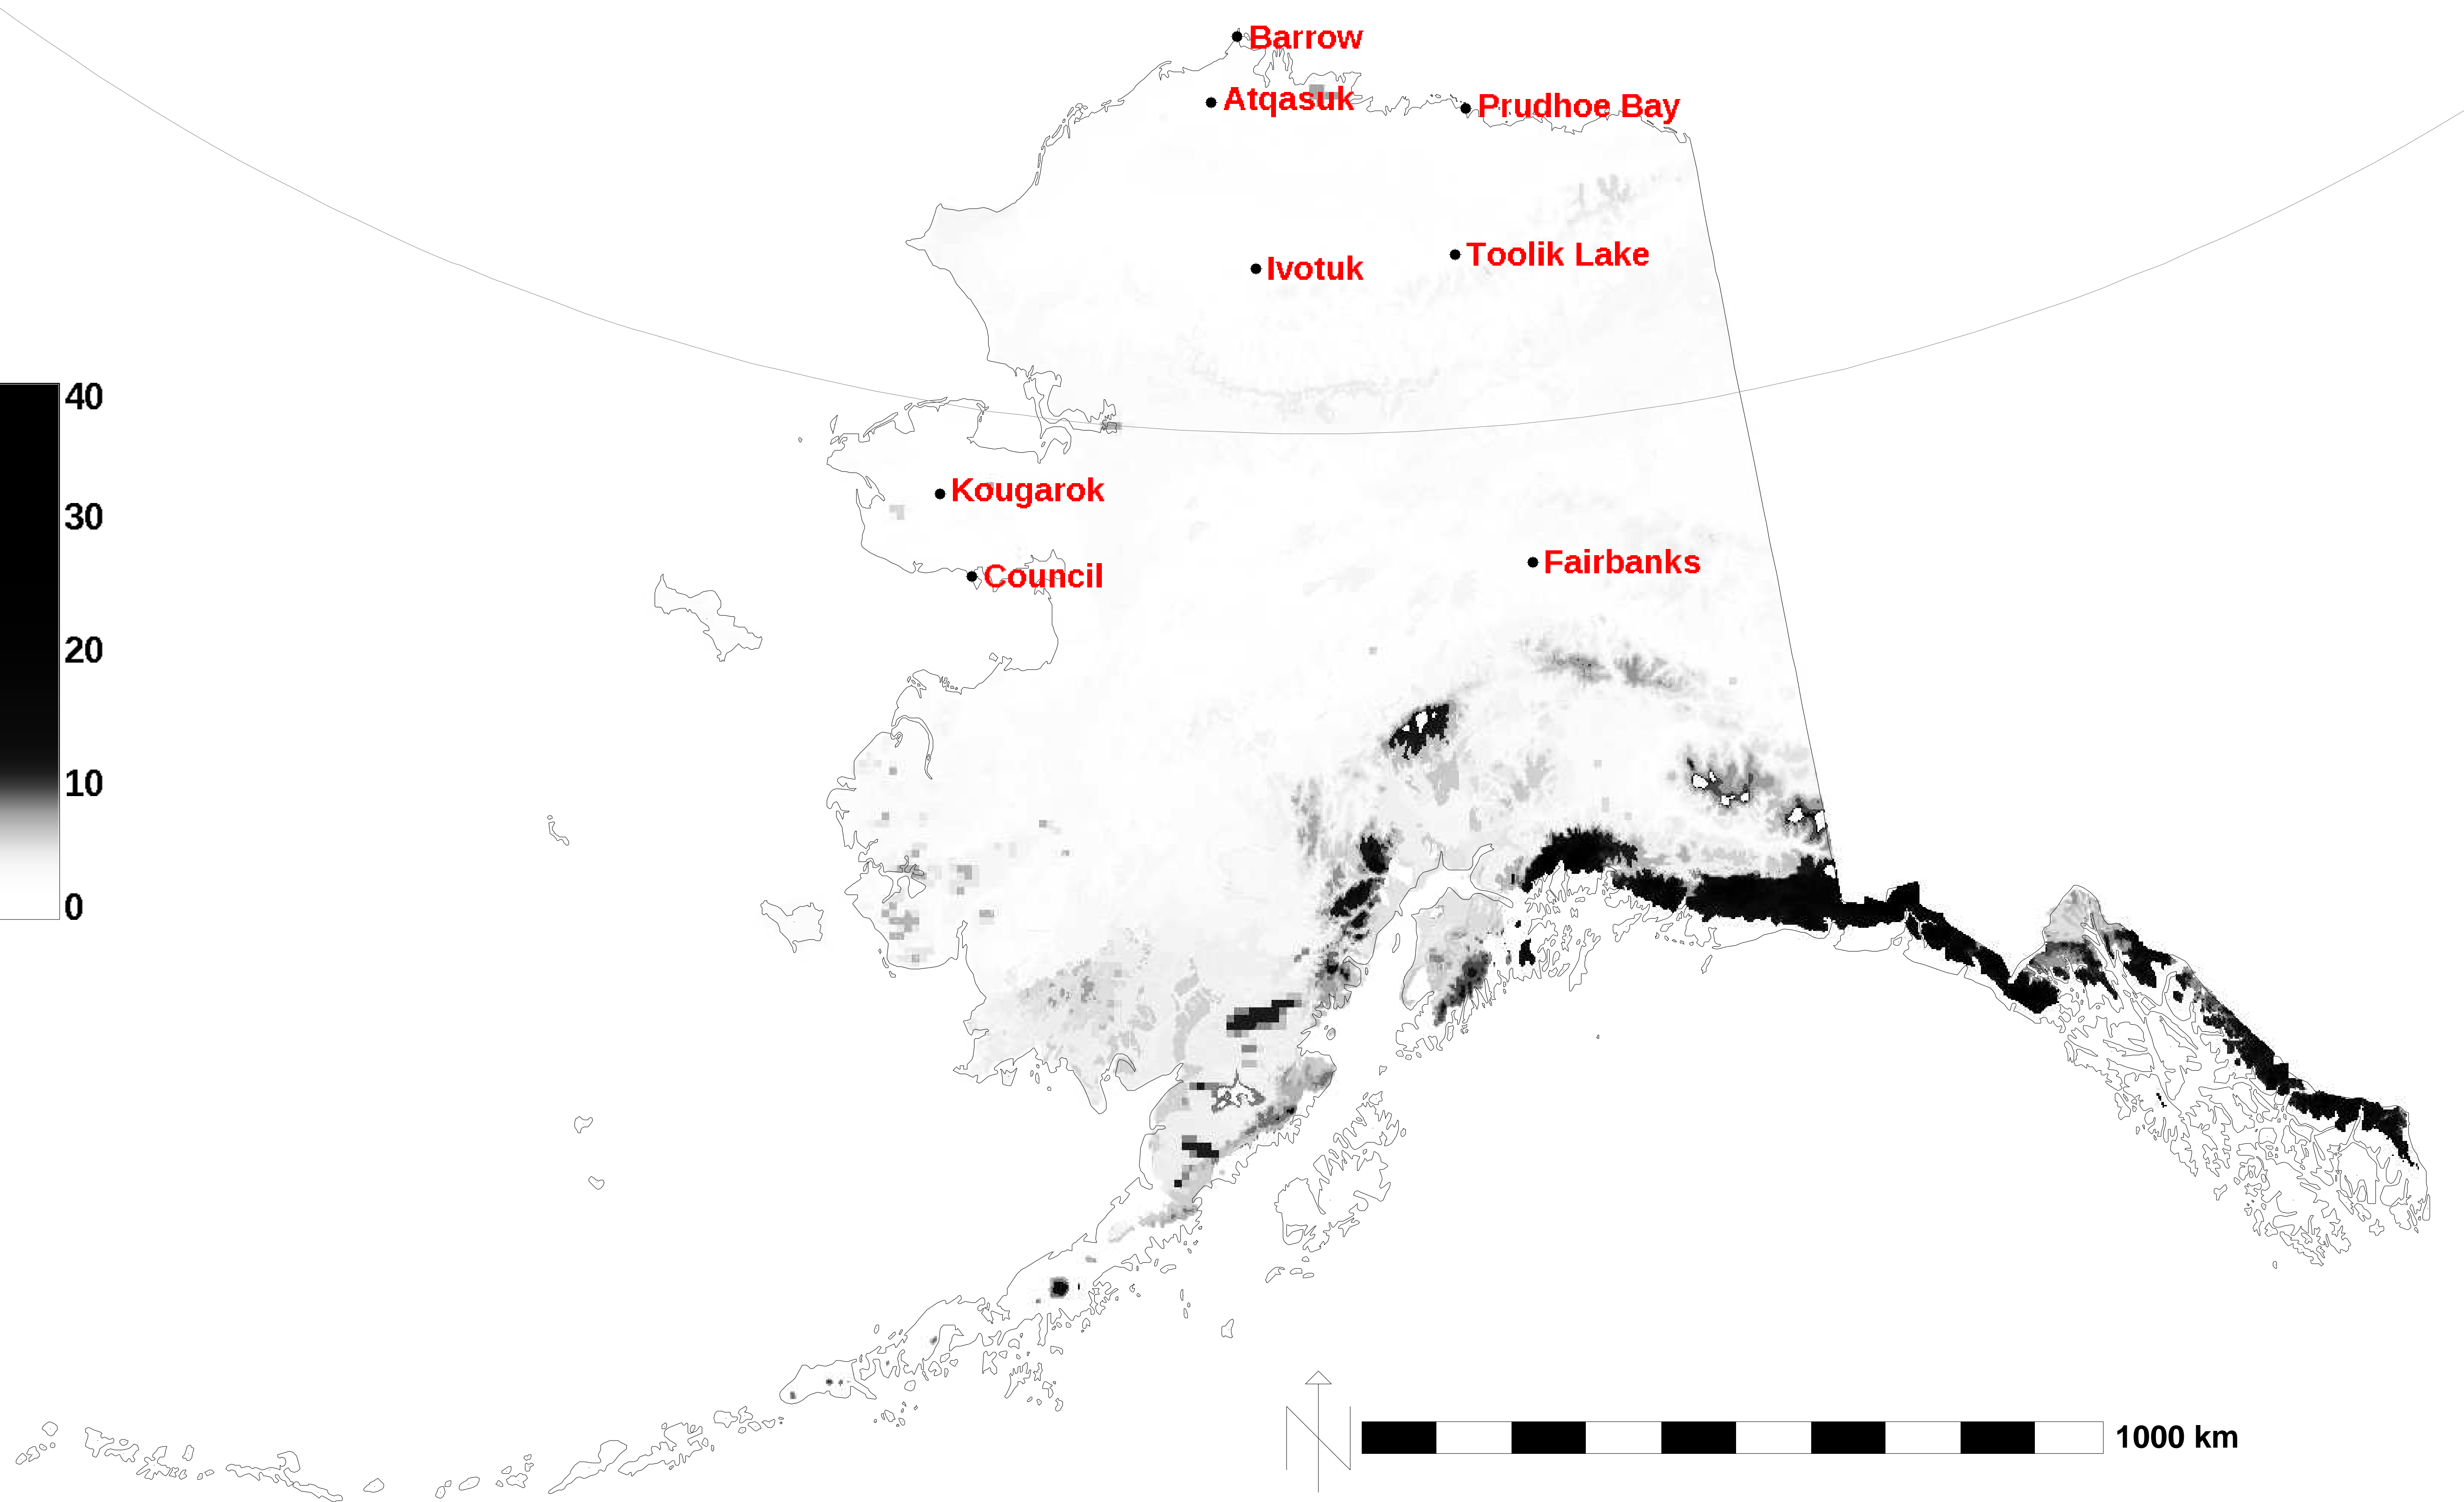 Barrow
Atqasuk
Prudhoe Bay
Toolik Lake
Ivotuk
40
30
20
10
0
Kougarok
Council
Fairbanks
N
1000 km